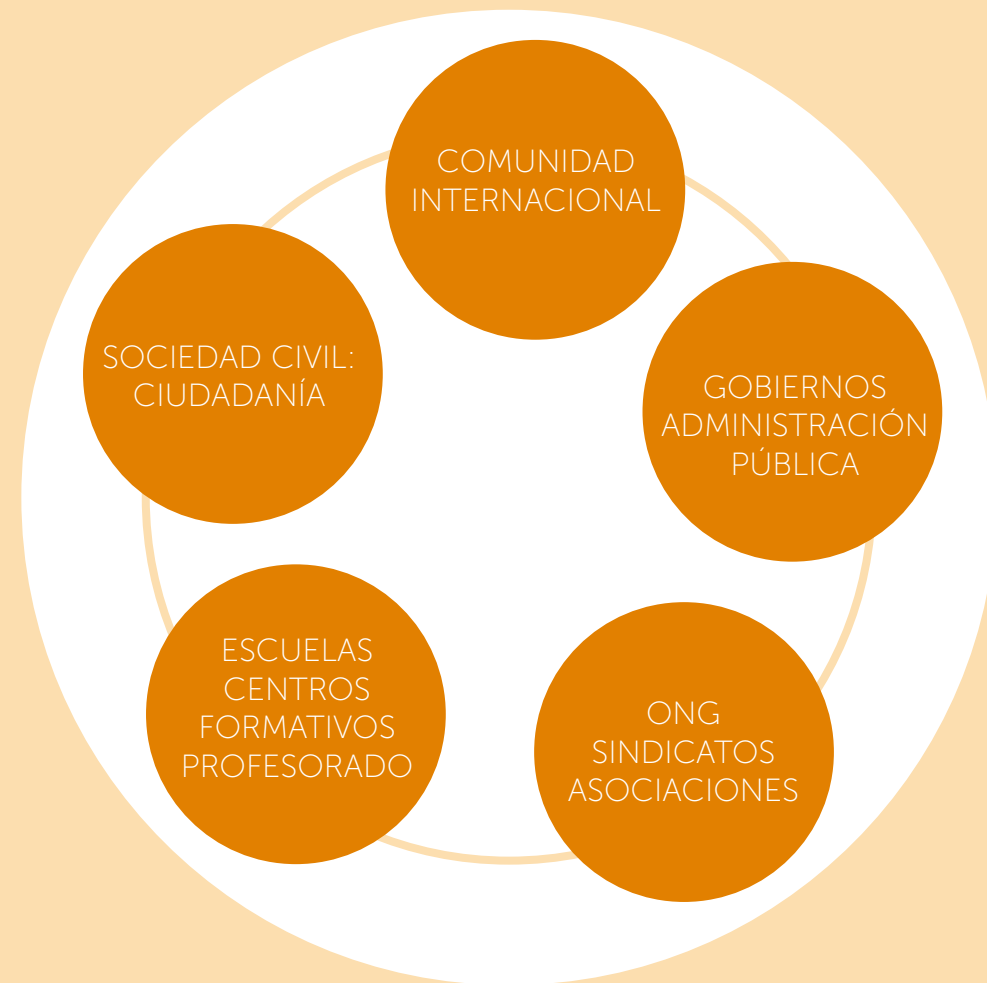 COMUNIDAD
INTERNACIONAL
SOCIEDAD CIVIL:
CIUDADANÍA
GOBIERNOS
ADMINISTRACIÓN
PÚBLICA
ESCUELAS
CENTROS
FORMATIVOS
PROFESORADO
ONG
SINDICATOS
ASOCIACIONES